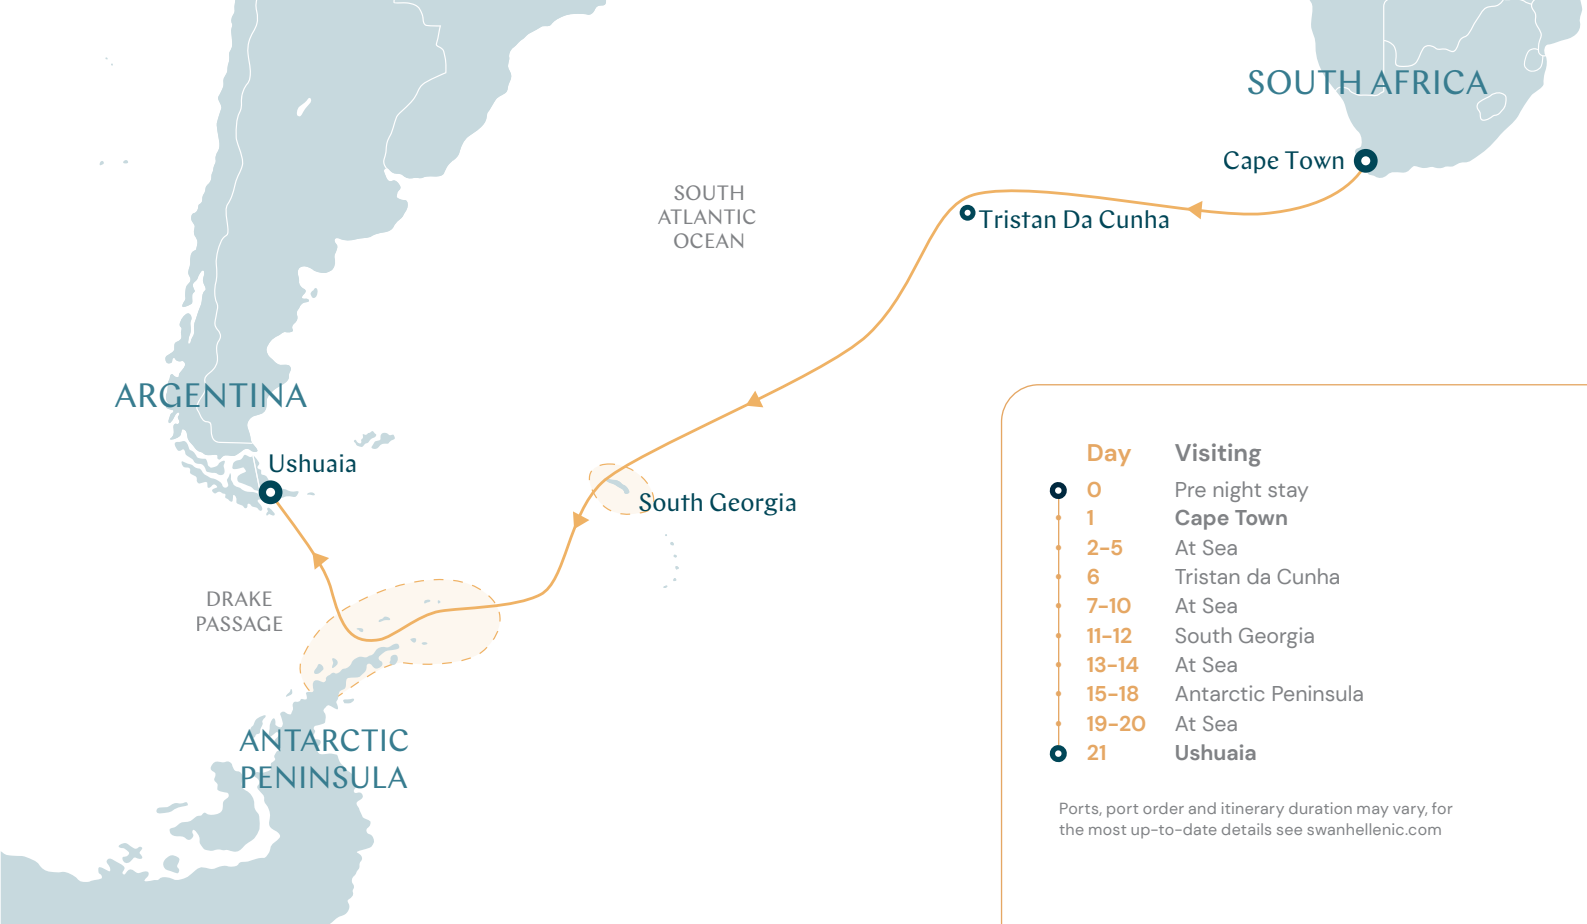 SOUTH AFRICA
Cape Town
SOUTH
ATLANTIC
OCEAN
Tristan Da Cunha
ARGENTINA
Ushuaia
South Georgia
DRAKE
PASSAGE
ANTARCTIC
PENINSULA
Day Visiting
0 Pre night stay
1 Cape Town
2-5 At Sea
6 Tristan da Cunha
7-10 At Sea
11-12 South Georgia
13-14 At Sea
15-18 Antarctic Peninsula
19-20 At Sea
21 Ushuaia
Ports, port order and itinerary duration may vary, for
the most up-to-date details see swanhellenic.com